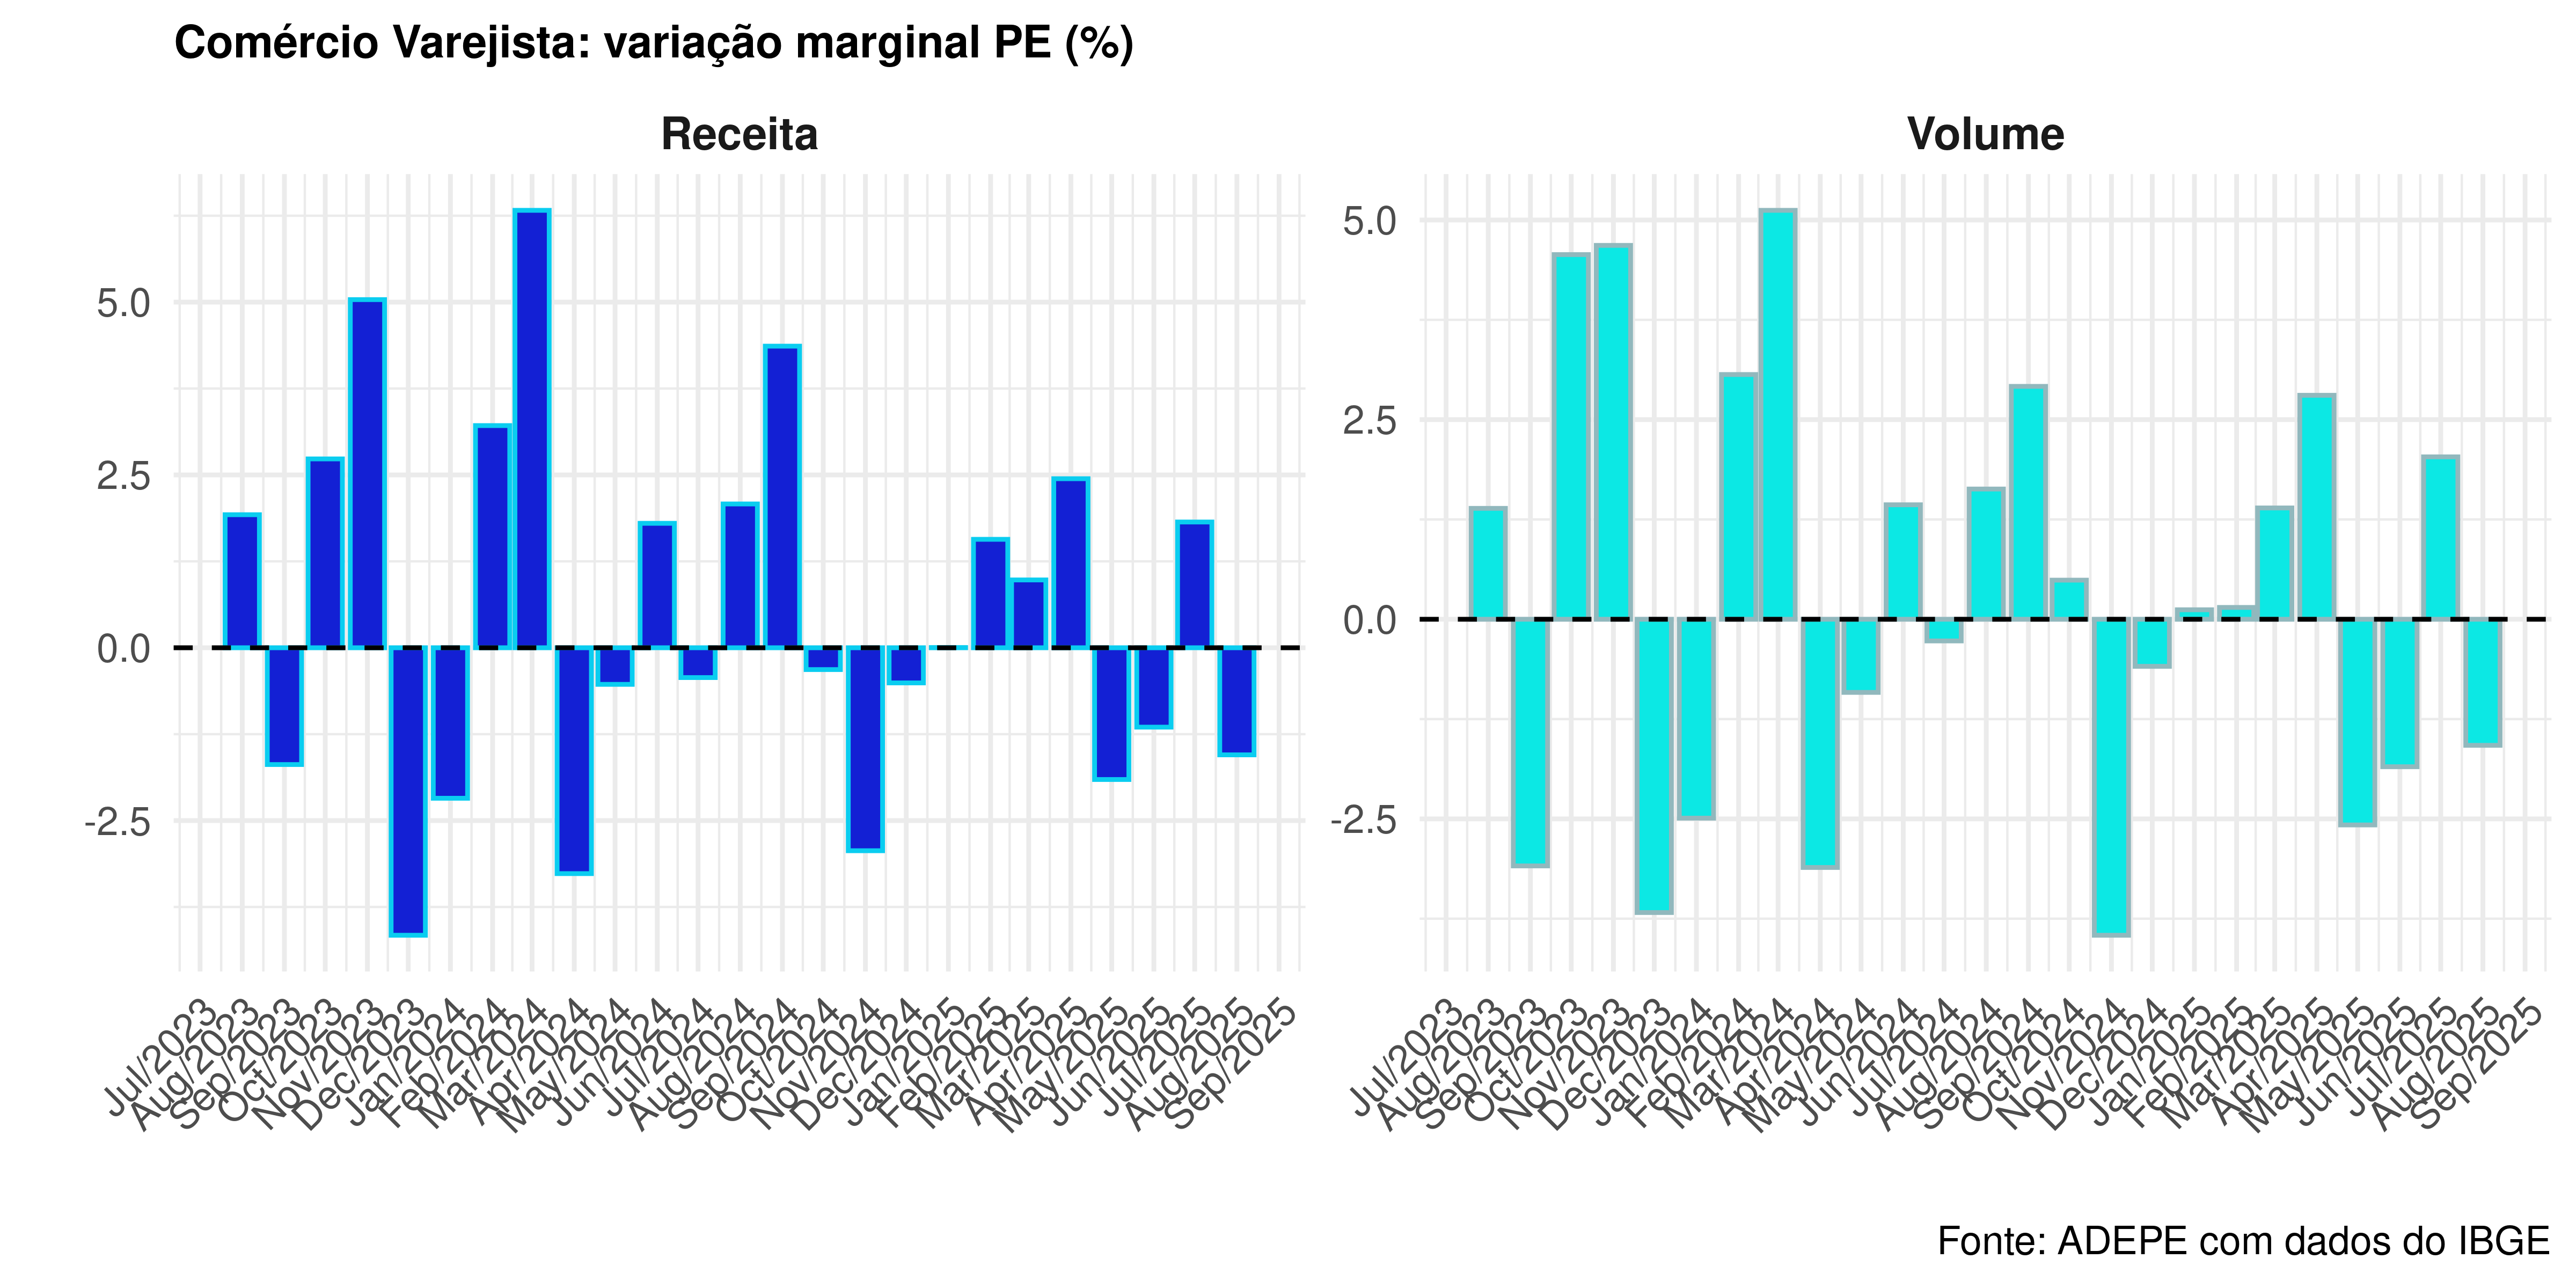 Comércio Varejista: variação marginal PE (%)
Receita
5.0
2.5
0.0
-2.5
Jul/2023
Aug/2023
Sep/2023
Oct/2023
Nov/2023
Dec/2023
Jan/2024
Feb/2024
Mar/2024
Apr/2024
May/2024
Jun/2024
Jul/2024
Aug/2024
Sep/2024
Oct/2024
Nov/2024
Dec/2024
Jan/2025
Feb/2025
Mar/2025
Apr/2025
May/2025
Jun/2025
Jul/2025
Aug/2025
Sep/2025
Volume
5.0
2.5
0.0
-2.5
Jul/2023
Aug/2023
Sep/2023
Oct/2023
Nov/2023
Dec/2023
Jan/2024
Feb/2024
Mar/2024
Apr/2024
May/2024
Jun/2024
Jul/2024
Aug/2024
Sep/2024
Oct/2024
Nov/2024
Dec/2024
Jan/2025
Feb/2025
Mar/2025
Apr/2025
May/2025
Jun/2025
Jul/2025
Aug/2025
Sep/2025
Fonte: ADEPE com dados do IBGE